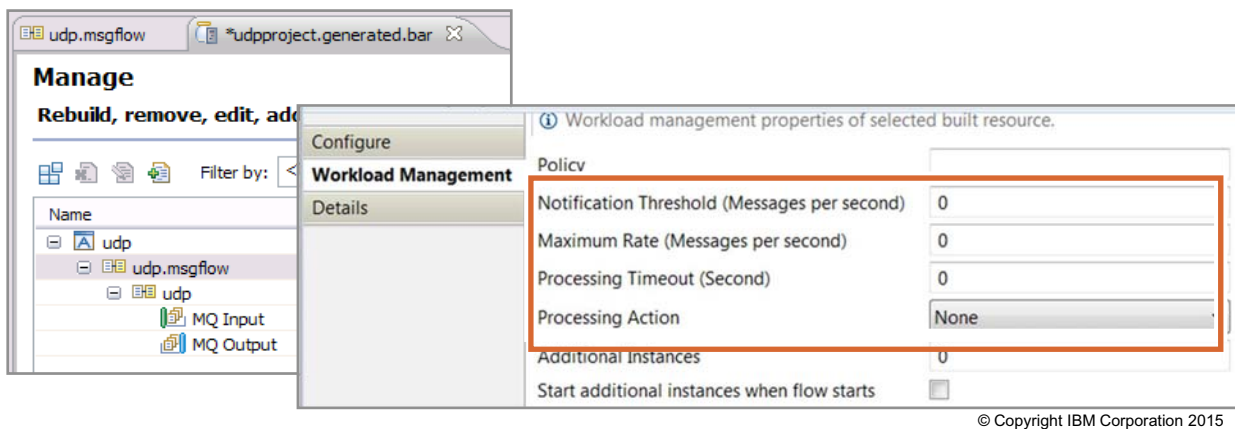 udp.msgflow
*udpproject.generated.bar
Manage
Rebuild, remove, edit, add
Filter by: <
Name
udp
udp.msgflow
udp
MQ Input
MQ Output
Configure
Workload Management
Details
Workload management properties of selected built resource.
Policy
Notification Threshold (Messages per second) 0
Maximum Rate (Messages per second) 0
Processing Timeout (Second) 0
Processing Action None
Additional Instances 0
Start additional instances when flow starts
© Copyright IBM Corporation 2015